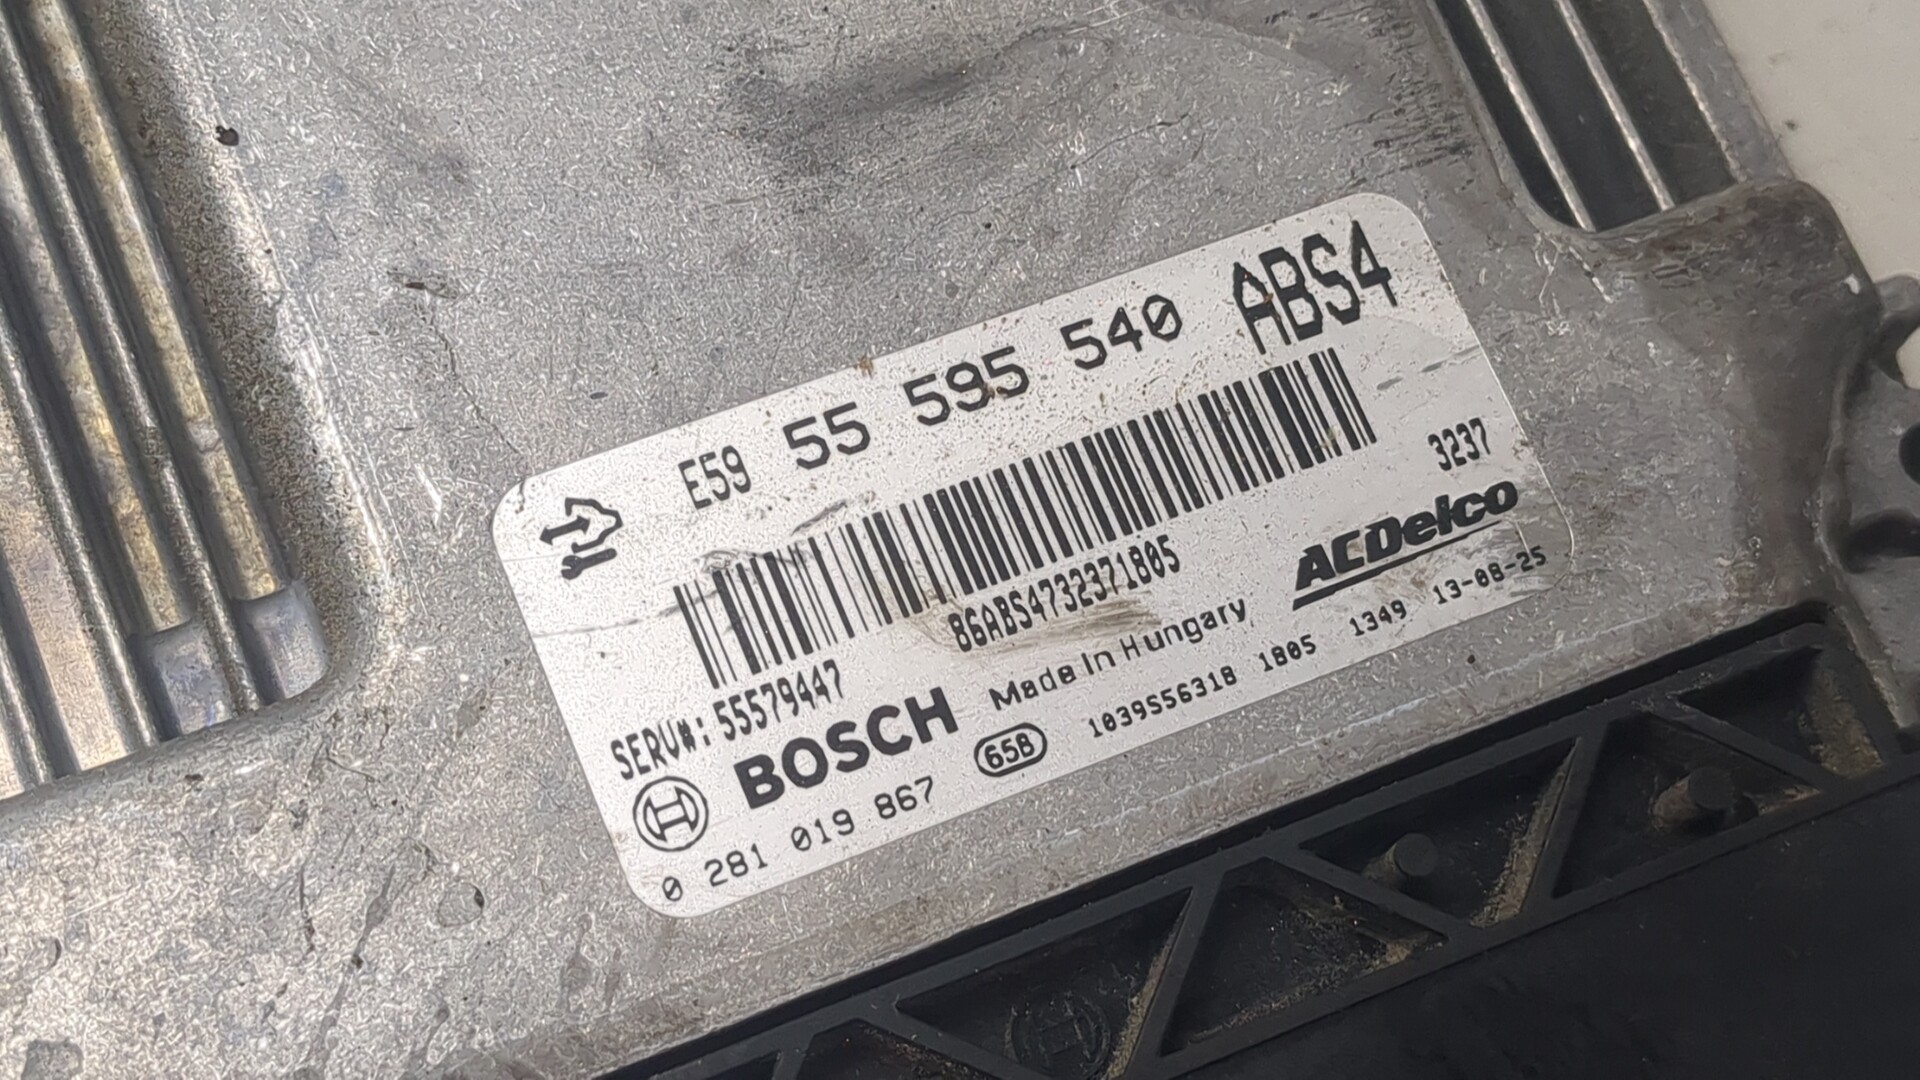 E59 55 595 540 ABS4
3237
86ABS4732371805
ACDelco
SERV#: 55579447
BOSCH Made In Hungary
0 281 019 867 65B 1039S56318 1805 1349 13-08-25